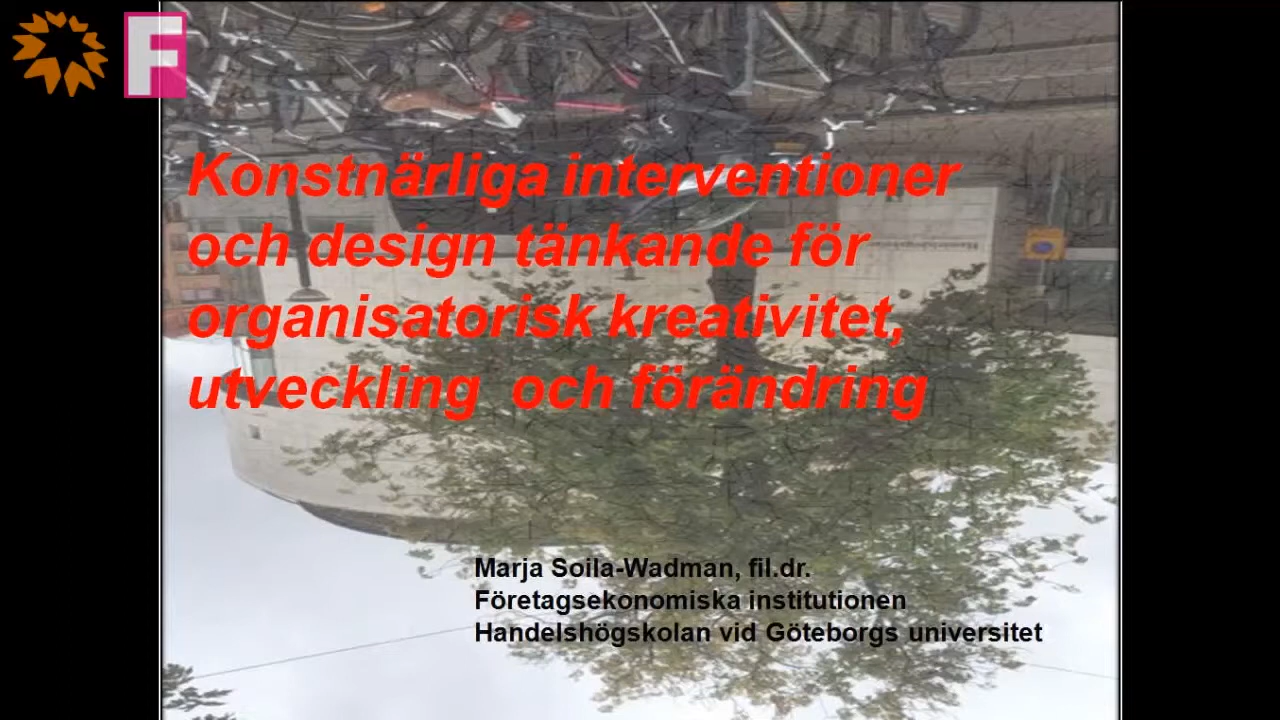 F
Konstnärliga interventioner
och design tänkande för
organisatorisk kreativitet,
utveckling och förändring
Marja Soila-Wadman, fil.dr.
Företagsekonomiska institutionen
Handelshögskolan vid Göteborgs universitet